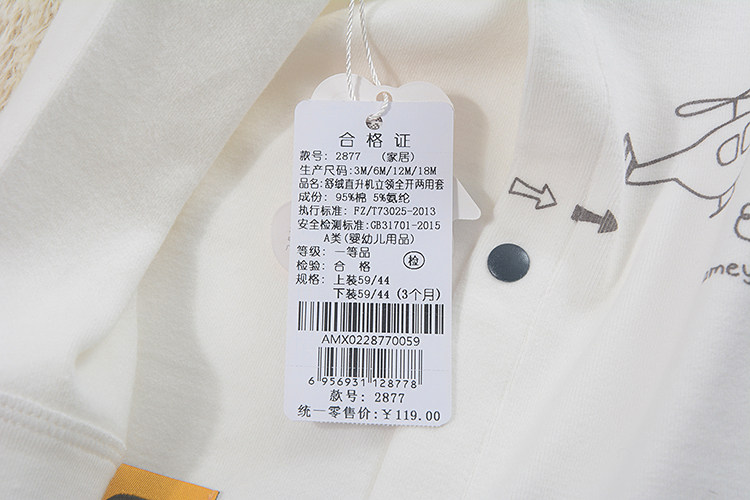 合格证
款号：2877 （家居）
生产尺码：3M/6M/12M/18M
品名：舒绒直升机立领全开两用套
成份：95%棉 5%氨纶
执行标准：FZ/T73025-2013
安全检测标准：GB31701-2015
A类（婴幼儿用品）
等级：一等品
检验：合 格 检
规格：上装59/44
下装59/44 （3个月）
AMX0228770059
6 956931 128778
款号：2877
统一零售价：￥119.00